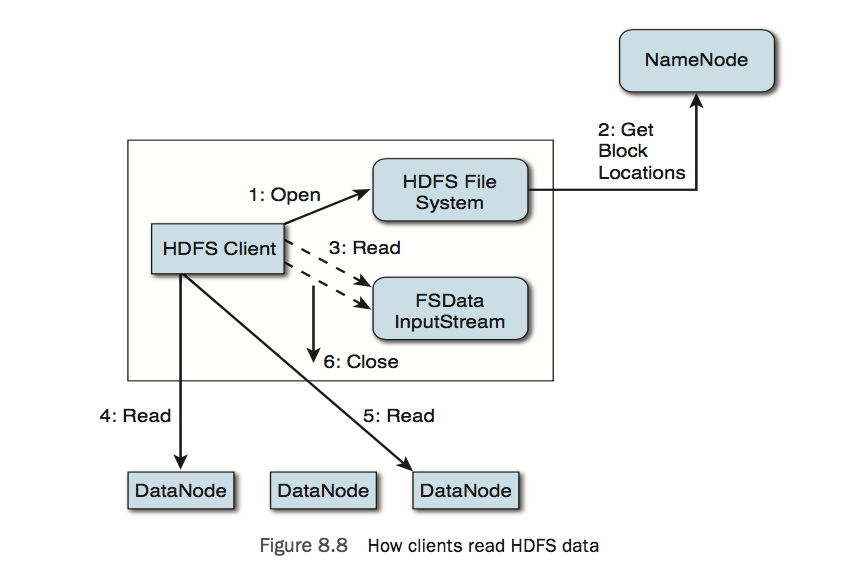 NameNode
2: Get
Block
Locations
HDFS File
System
1: Open
HDFS Client
3: Read
FSData
InputStream
6: Close
4: Read
5: Read
DataNode
DataNode
DataNode
Figure 8.8 How clients read HDFS data